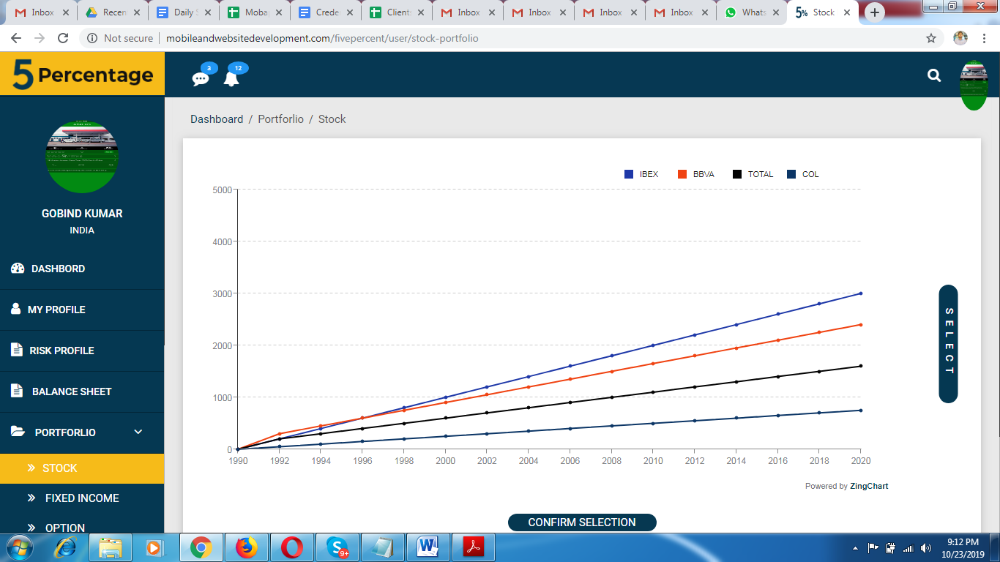 Inbox
Recen
Daily S
Moba
Crede
Client
Inbox
Inbox
Inbox
Inbox
Whats
5% Stock
Not secure
mobileandwebsitedevelopment.com/fivepercent/user/stock-portfolio
5 Percentage
3
12
GOBIND KUMAR
INDIA
DASHBORD
MY PROFILE
RISK PROFILE
BALANCE SHEET
PORTFORLIO
STOCK
FIXED INCOME
OPTION
Dashboard / Portforlio / Stock
IBEX BBVA TOTAL COL
5000
4000
3000
2000
1000
0
1990 1992 1994 1996 1998 2000 2002 2004 2006 2008 2010 2012 2014 2016 2018 2020
Powered by ZingChart
SELECT
CONFIRM SELECTION
9+
9:12 PM
10/23/2019